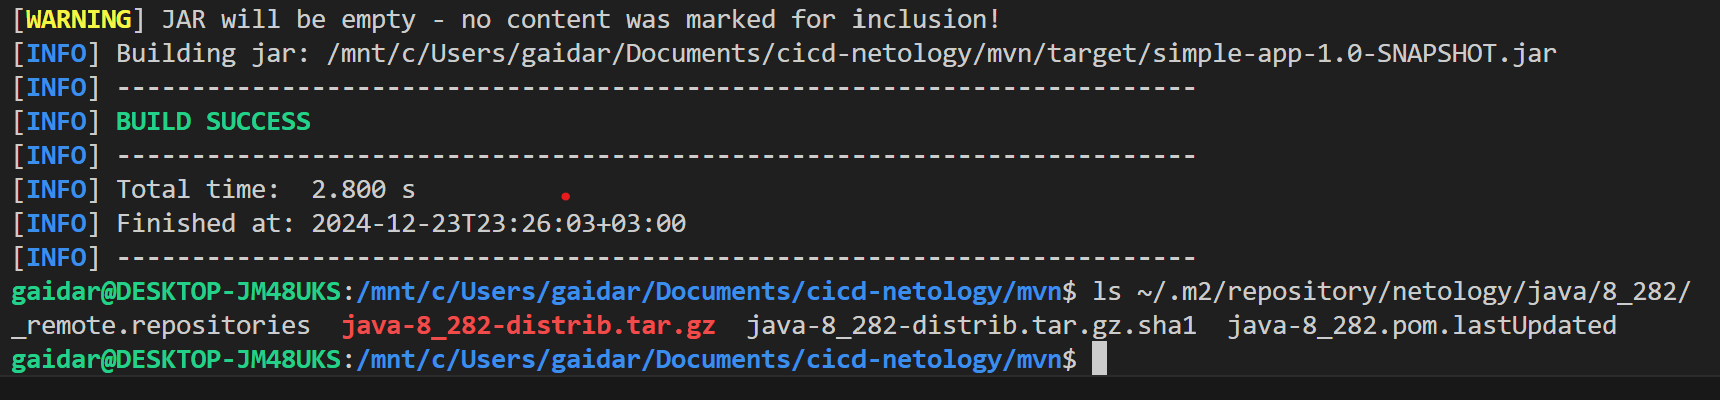 [WARNING] JAR will be empty - no content was marked for inclusion!
[INFO] Building jar: /mnt/c/Users/gaidar/Documents/cicd-netology/mvn/target/simple-app-1.0-SNAPSHOT.jar
[INFO] ------------------------------------------------------------------------
[INFO] BUILD SUCCESS
[INFO] ------------------------------------------------------------------------
[INFO] Total time:  2.800 s
[INFO] Finished at: 2024-12-23T23:26:03+03:00
[INFO] ------------------------------------------------------------------------
gaidar@DESKTOP-JM48UKS:/mnt/c/Users/gaidar/Documents/cicd-netology/mvn$ ls ~/.m2/repository/netology/java/8_282/
_remote.repositories  java-8_282-distrib.tar.gz  java-8_282-distrib.tar.gz.sha1  java-8_282.pom.lastUpdated
gaidar@DESKTOP-JM48UKS:/mnt/c/Users/gaidar/Documents/cicd-netology/mvn$